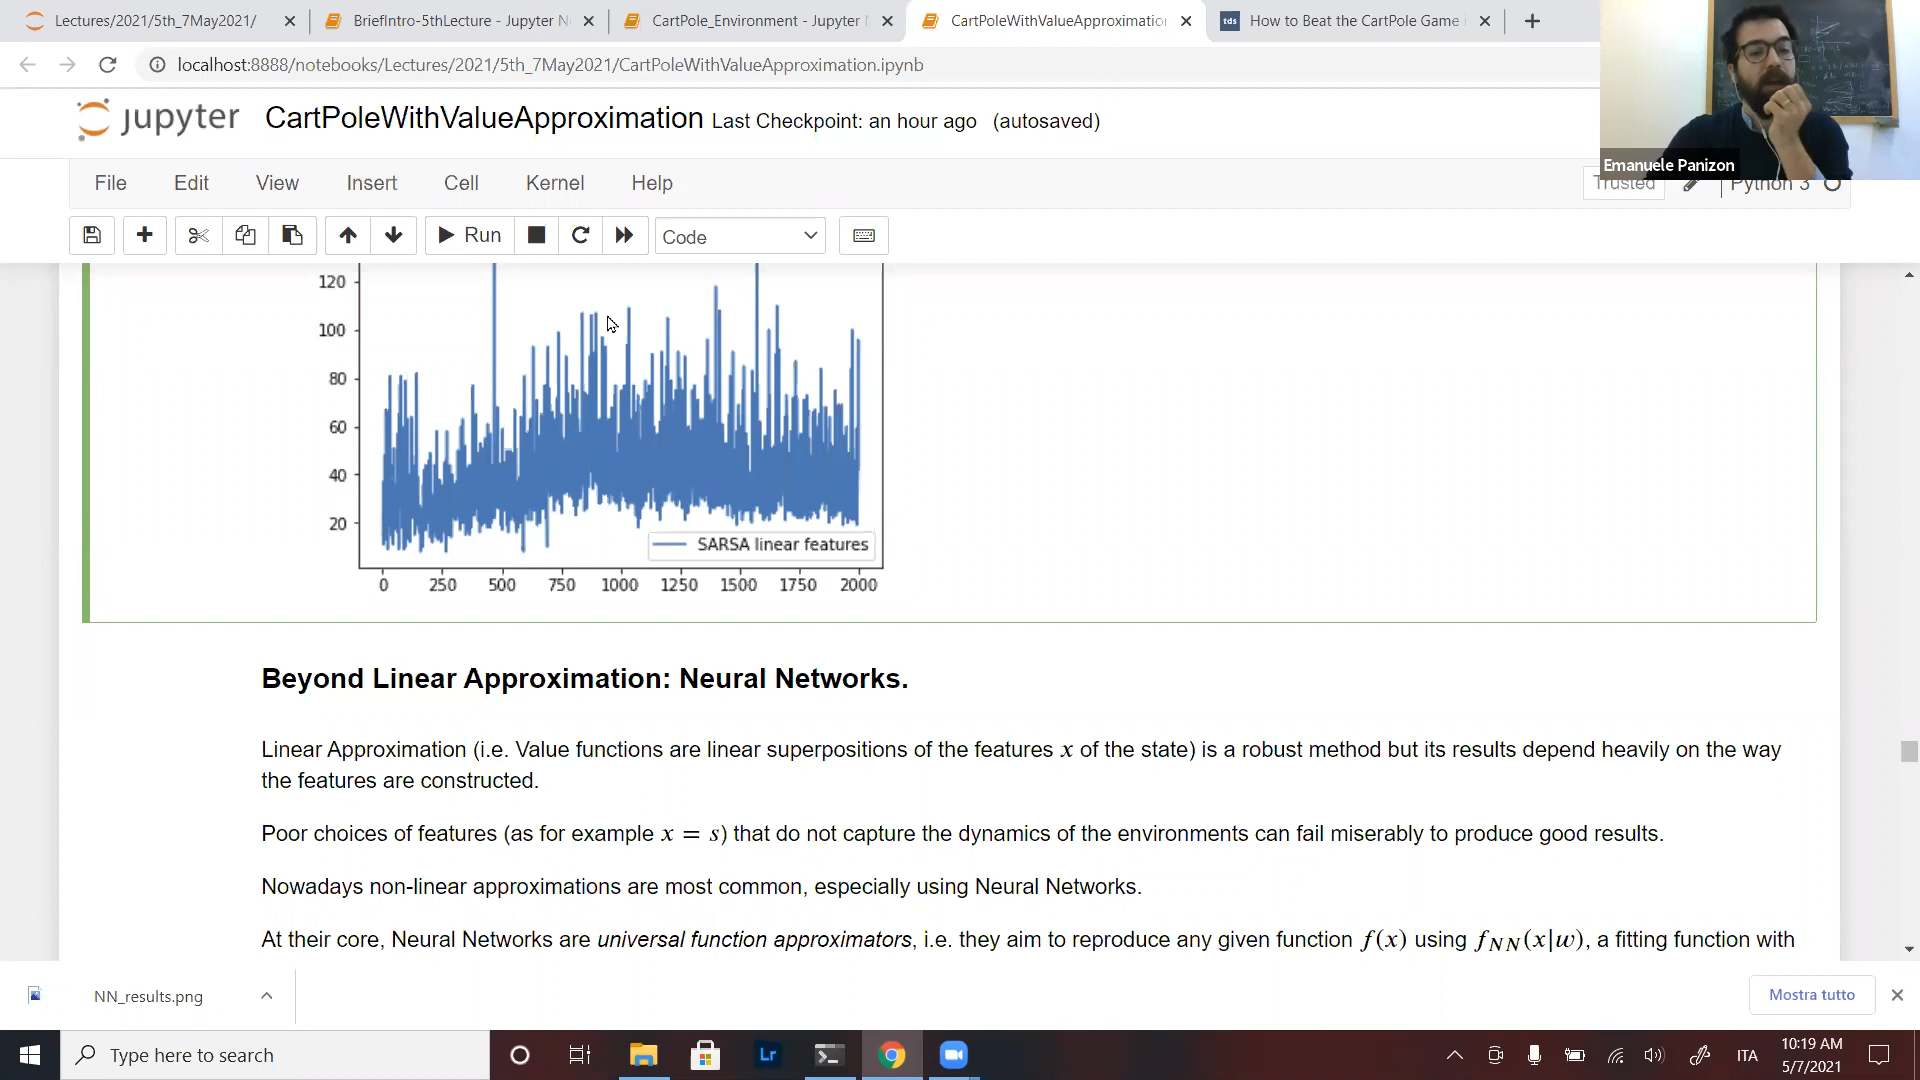 Lectures/2021/5th_7May2021/
BriefIntro-5thLecture - Jupyter N
CartPole_Environment - Jupyter
CartPoleWithValueApproximatio
tds How to Beat the CartPole Game i
localhost:8888/notebooks/Lectures/2021/5th_7May2021/CartPoleWithValueApproximation.ipynb
jupyter CartPoleWithValueApproximation Last Checkpoint: an hour ago (autosaved)
Emanuele Panizon
File Edit View Insert Cell Kernel Help Trusted Python 3
Run Code
120
100
80
60
40
20
SARSA linear features
0 250 500 750 1000 1250 1500 1750 2000
Beyond Linear Approximation: Neural Networks.
Linear Approximation (i.e. Value functions are linear superpositions of the features x of the state) is a robust method but its results depend heavily on the way
the features are constructed.
Poor choices of features (as for example x = s) that do not capture the dynamics of the environments can fail miserably to produce good results.
Nowadays non-linear approximations are most common, especially using Neural Networks.
At their core, Neural Networks are universal function approximators, i.e. they aim to reproduce any given function f(x) using f_{NN}(x|w), a fitting function with
NN_results.png
Mostra tutto
Type here to search
Lr
ITA
10:19 AM
5/7/2021